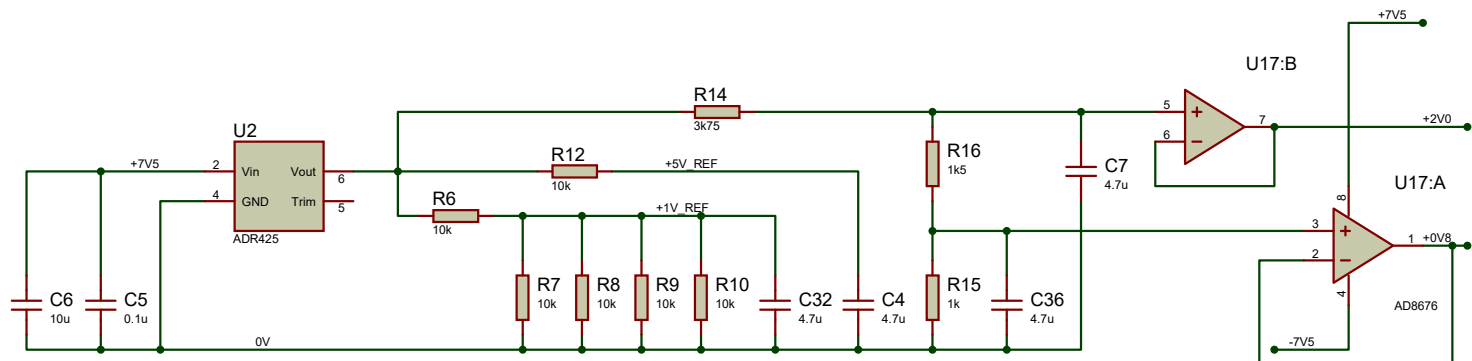 +7V5
U17:B
R14
3k75
5
+
6
−
7
+2V0
U2
+7V5
2
Vin
Vout
6
4
GND
Trim
5
ADR425
R12
10k
+5V_REF
R16
1k5
C7
4.7u
U17:A
R6
10k
+1V_REF
8
3
+
2
−
1
+0V8
4
AD8676
C6
10u
C5
0.1u
R7
10k
R8
10k
R9
10k
R10
10k
C32
4.7u
C4
4.7u
R15
1k
C36
4.7u
0V
-7V5